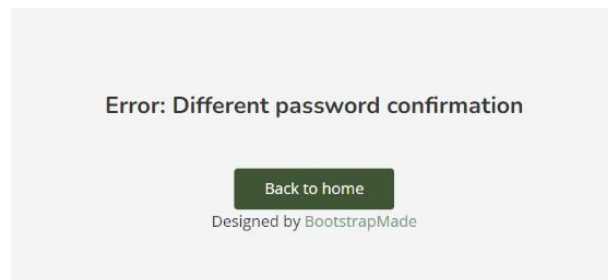 Error: Different password confirmation
Back to home
Designed by BootstrapMade